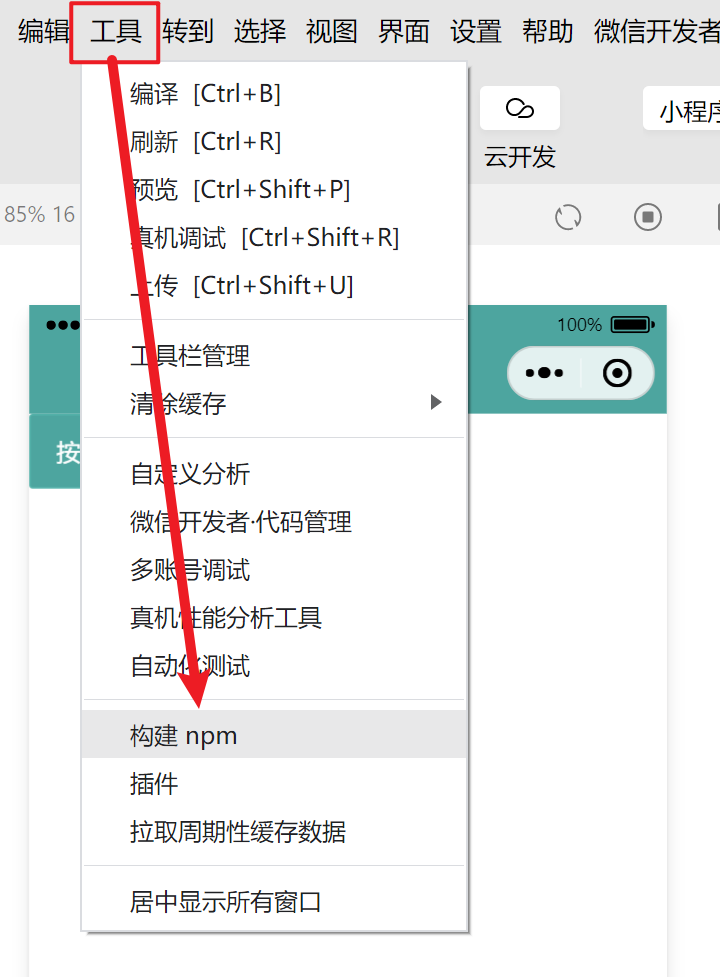 编辑 工具 转到 选择 视图 界面 设置 帮助 微信开发者
编译 [Ctrl+B]
刷新 [Ctrl+R]
预览 [Ctrl+Shift+P]
真机调试 [Ctrl+Shift+R]
上传 [Ctrl+Shift+U]
工具栏管理
清除缓存
自定义分析
微信开发者·代码管理
多账号调试
真机性能分析工具
自动化测试
构建 npm
插件
拉取周期性缓存数据
居中显示所有窗口
小程序
云开发
85% 16
100%
按